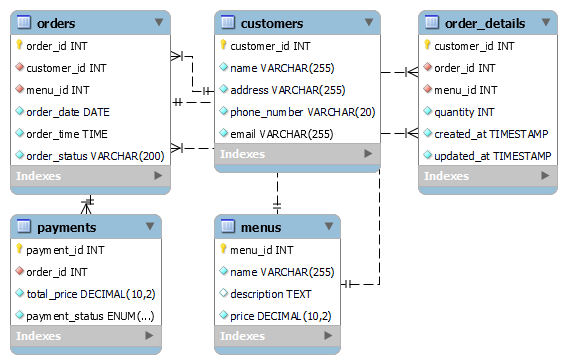 orders
order_id INT
customer_id INT
menu_id INT
order_date DATE
order_time TIME
order_status VARCHAR(200)
Indexes
customers
customer_id INT
name VARCHAR(255)
address VARCHAR(255)
phone_number VARCHAR(20)
email VARCHAR(255)
Indexes
order_details
customer_id INT
order_id INT
menu_id INT
quantity INT
created_at TIMESTAMP
updated_at TIMESTAMP
Indexes
payments
payment_id INT
order_id INT
total_price DECIMAL(10,2)
payment_status ENUM(...)
Indexes
menus
menu_id INT
name VARCHAR(255)
description TEXT
price DECIMAL(10,2)
Indexes